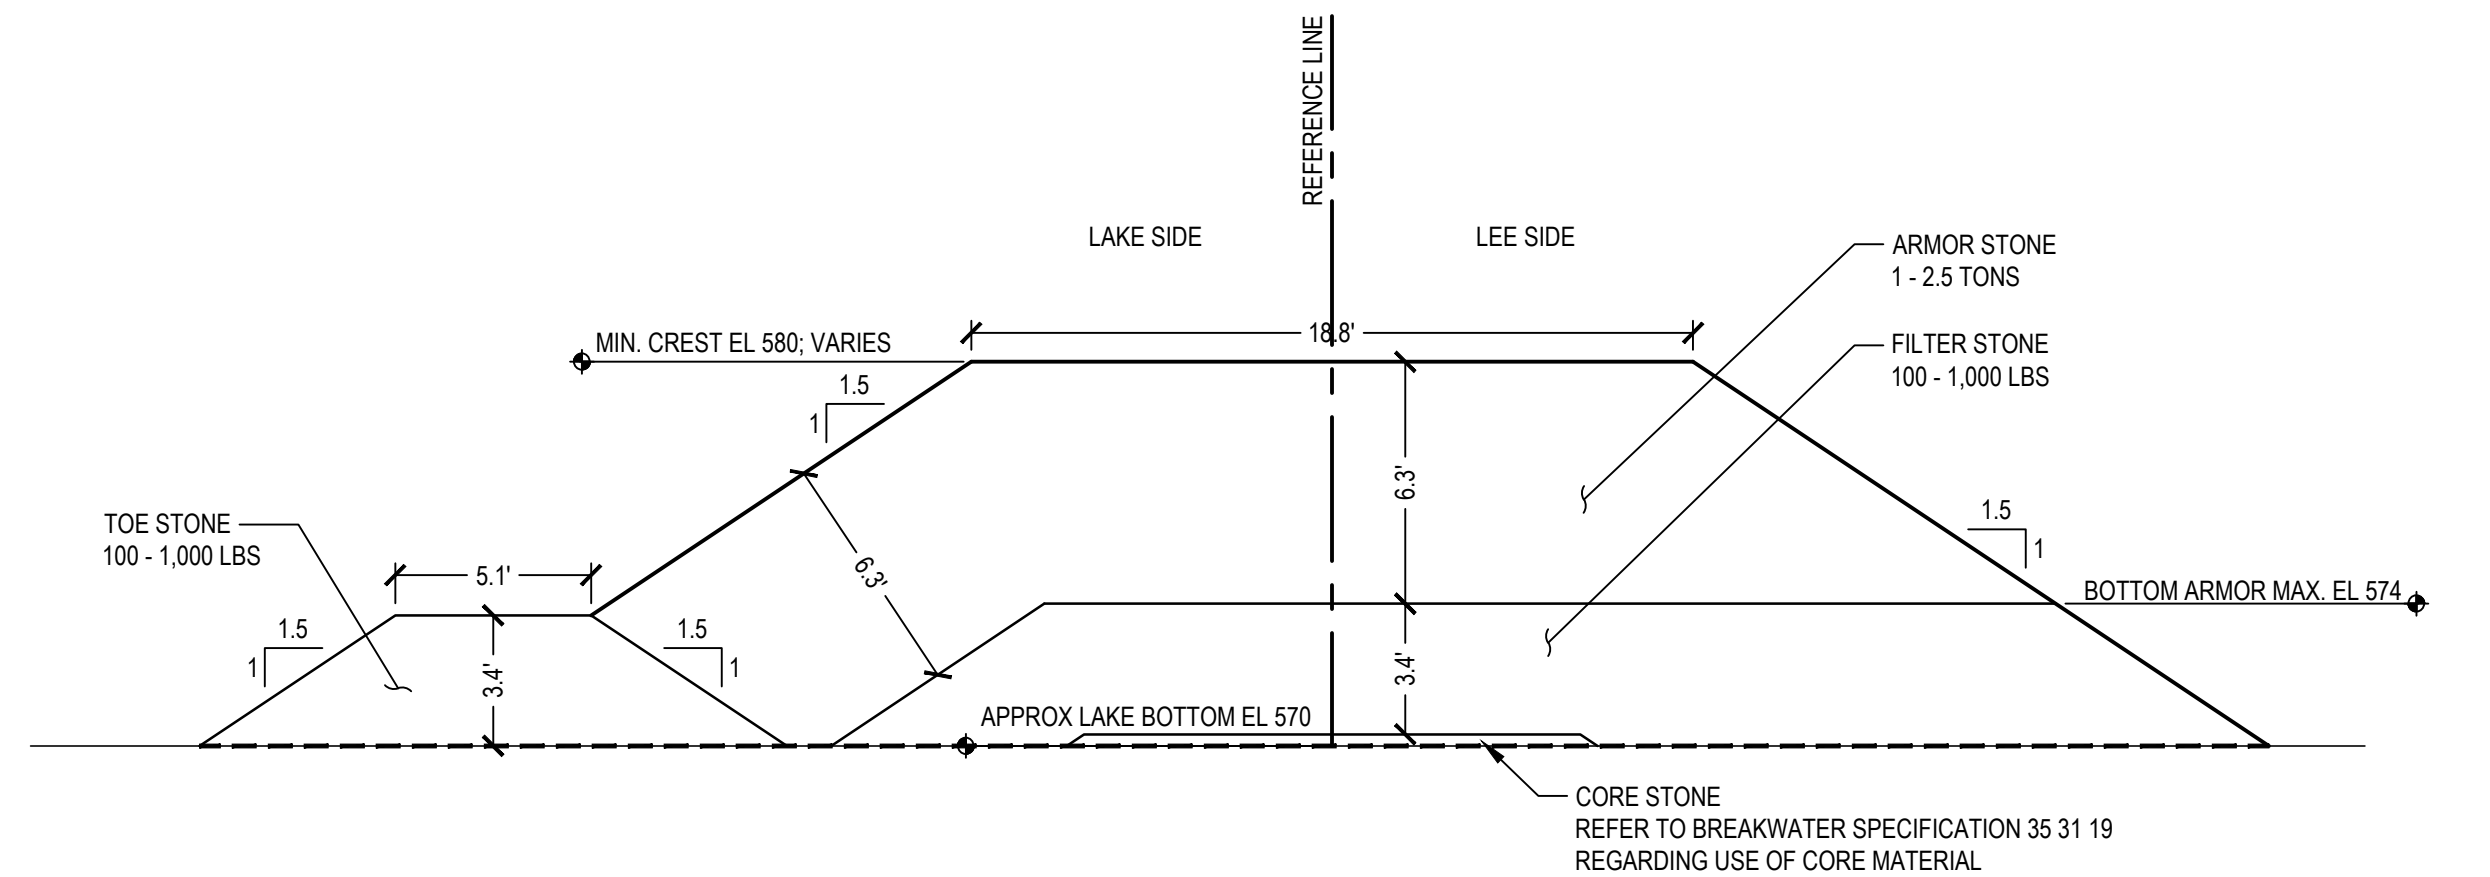 REFERENCE LINE
LAKE SIDE
LEE SIDE
ARMOR STONE
1 - 2.5 TONS
18.8'
MIN. CREST EL 580; VARIES
FILTER STONE
100 - 1,000 LBS
1.5
1
6.3'
TOE STONE
100 - 1,000 LBS
1.5
1
5.1'
6.3'
BOTTOM ARMOR MAX. EL 574
1.5
1
1.5
1
3.4'
3.4'
APPROX LAKE BOTTOM EL 570
CORE STONE
REFER TO BREAKWATER SPECIFICATION 35 31 19
REGARDING USE OF CORE MATERIAL